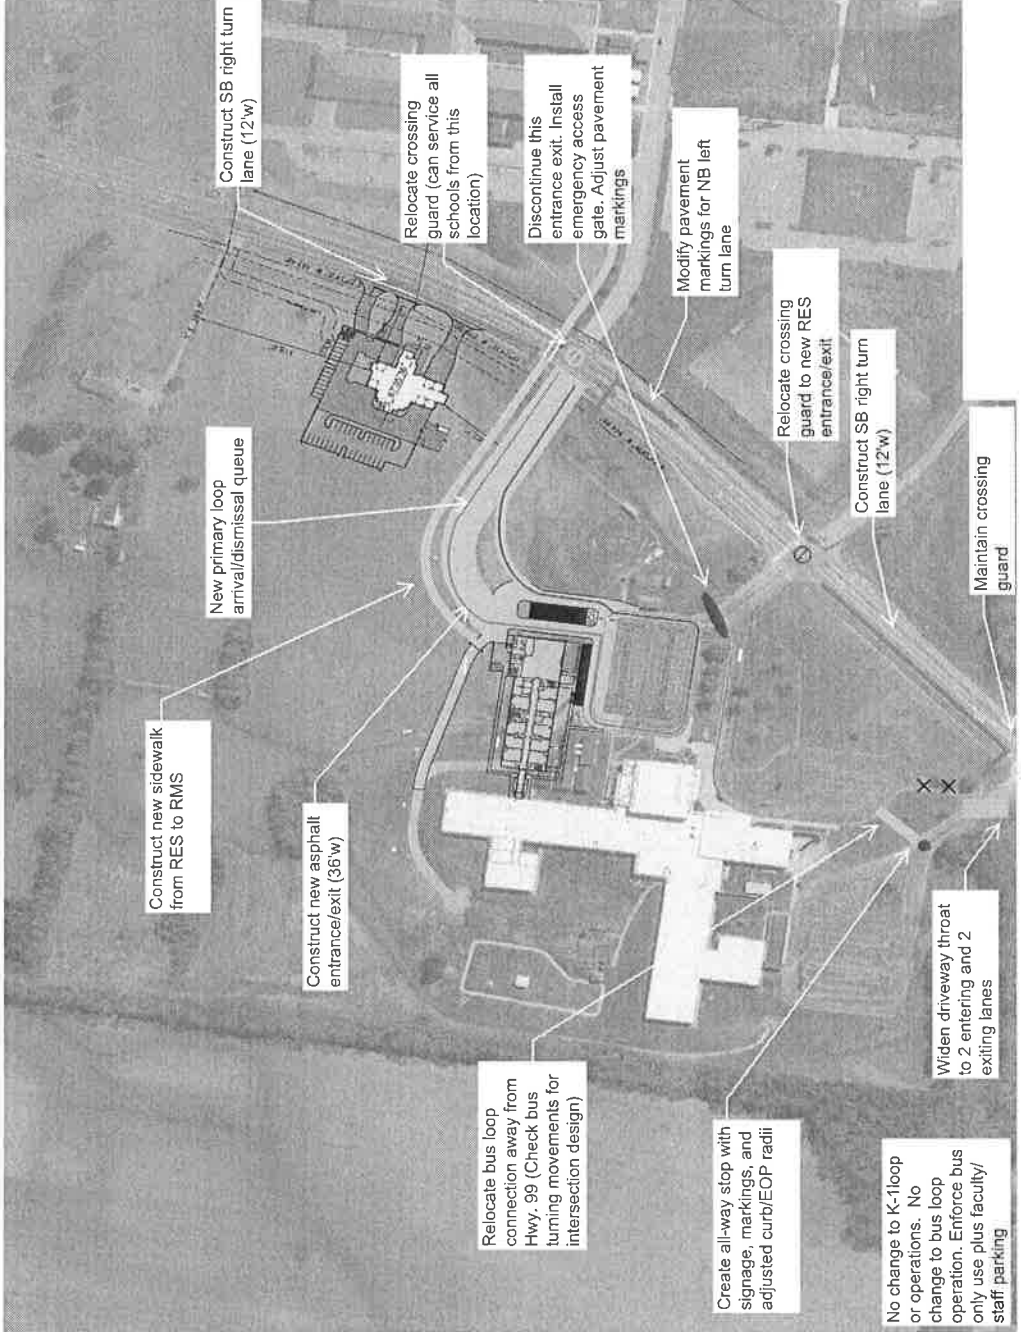 Construct SB right turn
lane (12'w)
Relocate crossing
guard (can service all
schools from this
location)
Discontinue this
entrance exit. Install
emergency access
gate. Adjust pavement
markings
Modify pavement
markings for NB left
turn lane
New primary loop
arrival/dismissal queue
Relocate crossing
guard to new RES
entrance/exit
Construct SB right turn
lane (12'w)
Maintain crossing
guard
Construct new sidewalk
from RES to RMS
Construct new asphalt
entrance/exit (36'w)
Relocate bus loop
connection away from
Hwy. 99 (Check bus
turning movements for
intersection design)
Widen driveway throat
to 2 entering and 2
exiting lanes
Create all-way stop with
signage, markings, and
adjusted curb/EOP radii
No change to K-1loop
or operations. No
change to bus loop
operation. Enforce bus
only use plus faculty/
staff parking